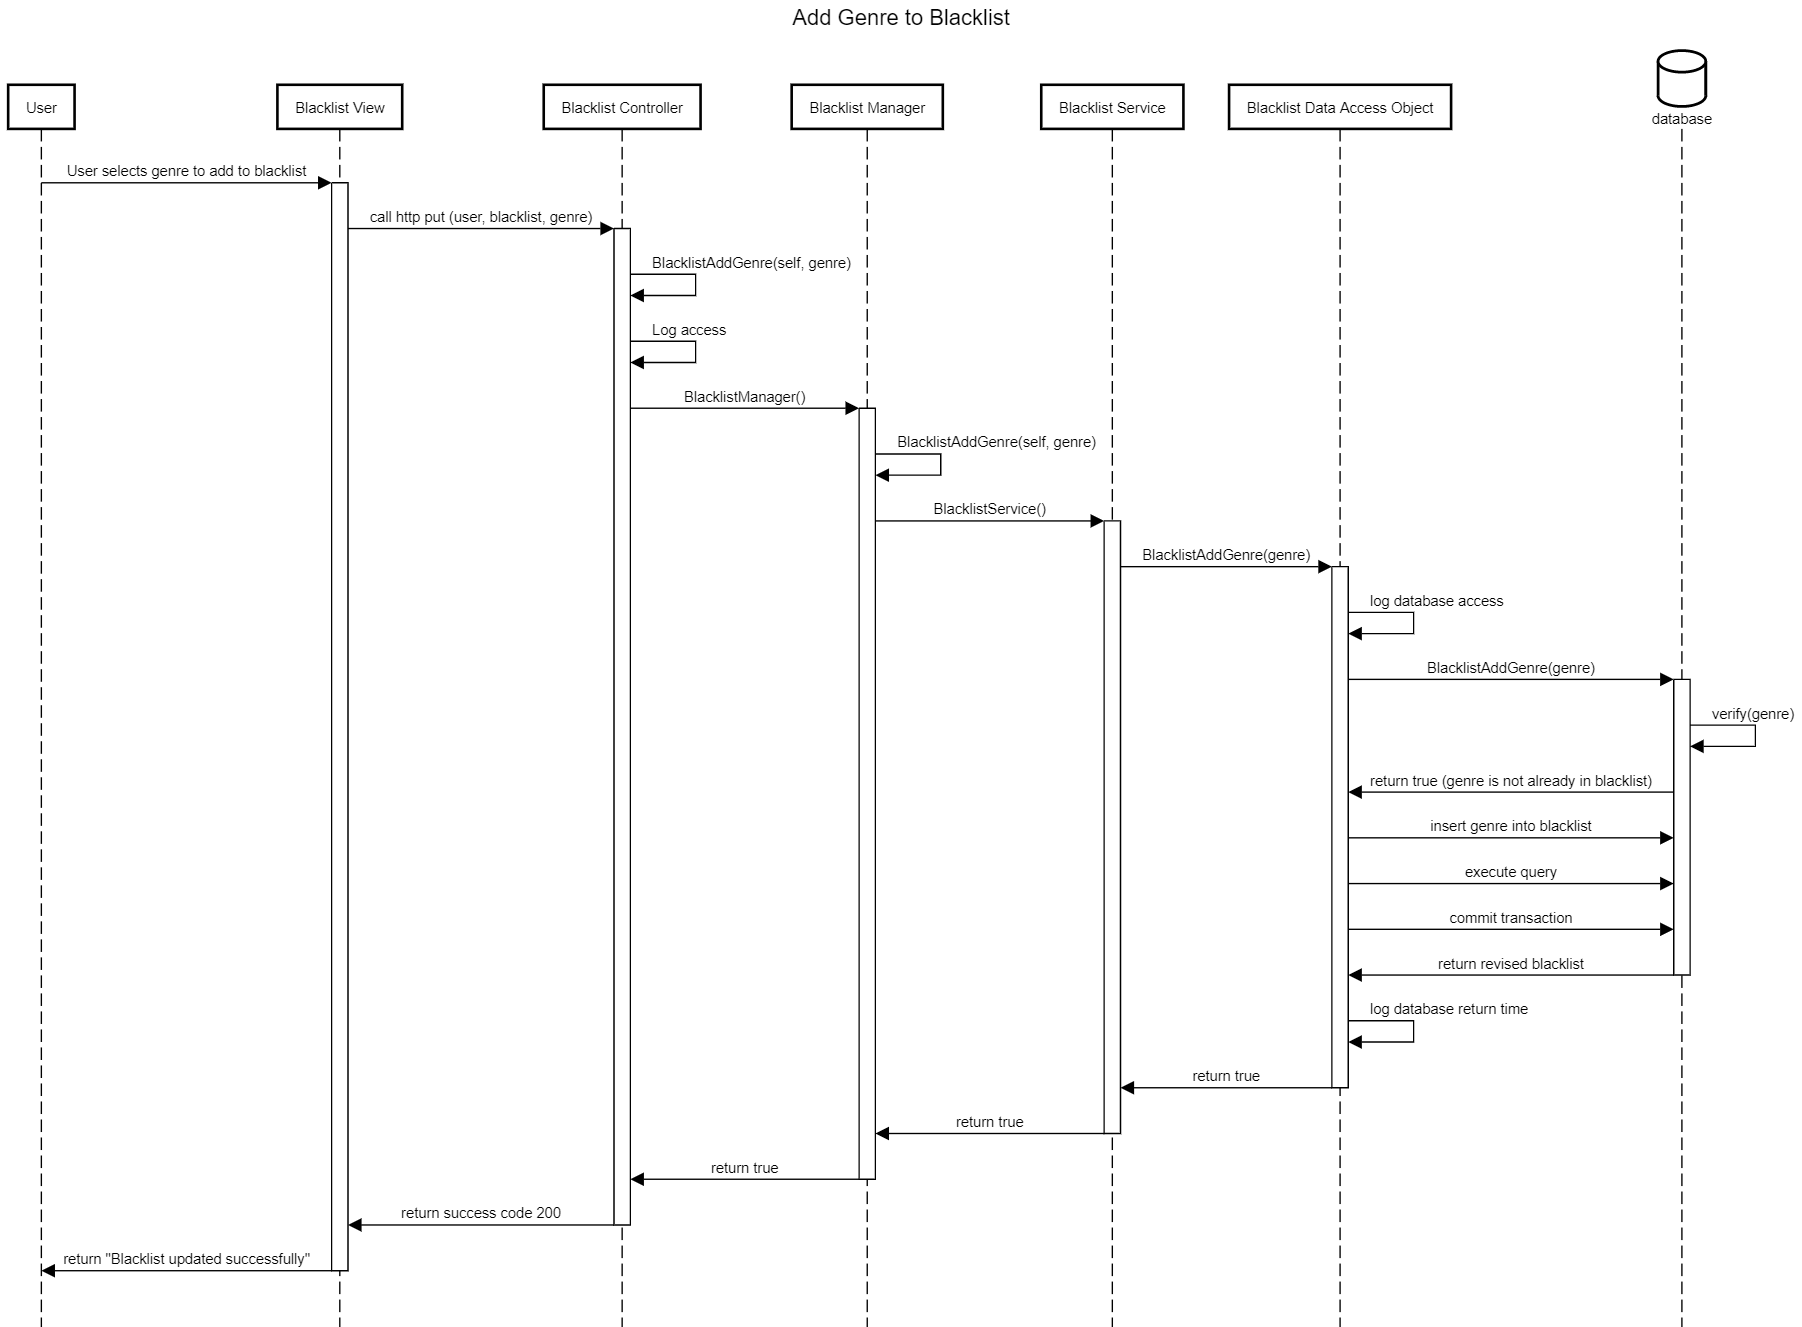 Add Genre to Blacklist
User
Blacklist View
Blacklist Controller
Blacklist Manager
Blacklist Service
Blacklist Data Access Object
database
User selects genre to add to blacklist
call http put (user, blacklist, genre)
BlacklistAddGenre(self, genre)
Log access
BlacklistManager()
BlacklistAddGenre(self, genre)
BlacklistService()
BlacklistAddGenre(genre)
log database access
BlacklistAddGenre(genre)
verify(genre)
return true (genre is not already in blacklist)
insert genre into blacklist
execute query
commit transaction
return revised blacklist
log database return time
return true
return true
return true
return success code 200
return "Blacklist updated successfully"